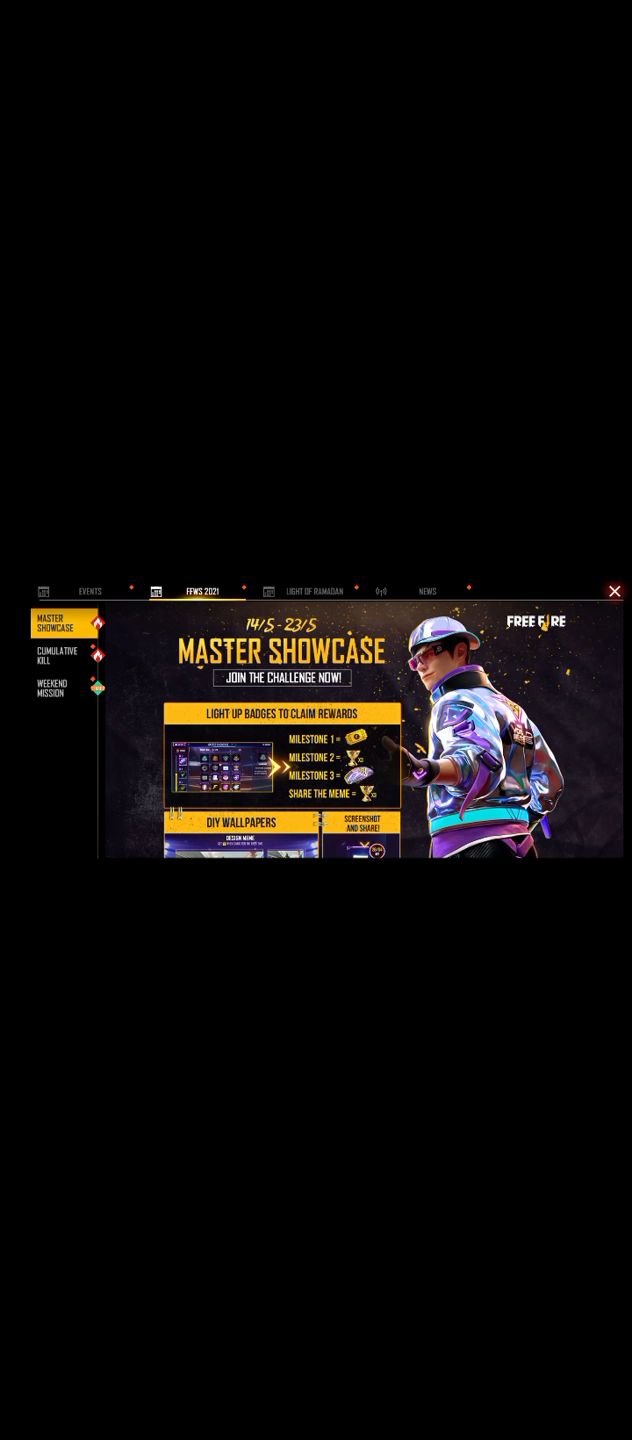 EVENTS
FFWS 2021
LIGHT OF RAMADAN
NEWS
MASTER
SHOWCASE
CUMULATIVE
KILL
WEEKEND
MISSION
14/5 - 23/5
MASTER SHOWCASE
JOIN THE CHALLENGE NOW!
FREE FIRE
LIGHT UP BADGES TO CLAIM REWARDS
MILESTONE 1 =
MILESTONE 2 =
MILESTONE 3 =
SHARE THE MEME =
DIY WALLPAPERS
SCREENSHOT
AND SHARE!
DESIGN MEME